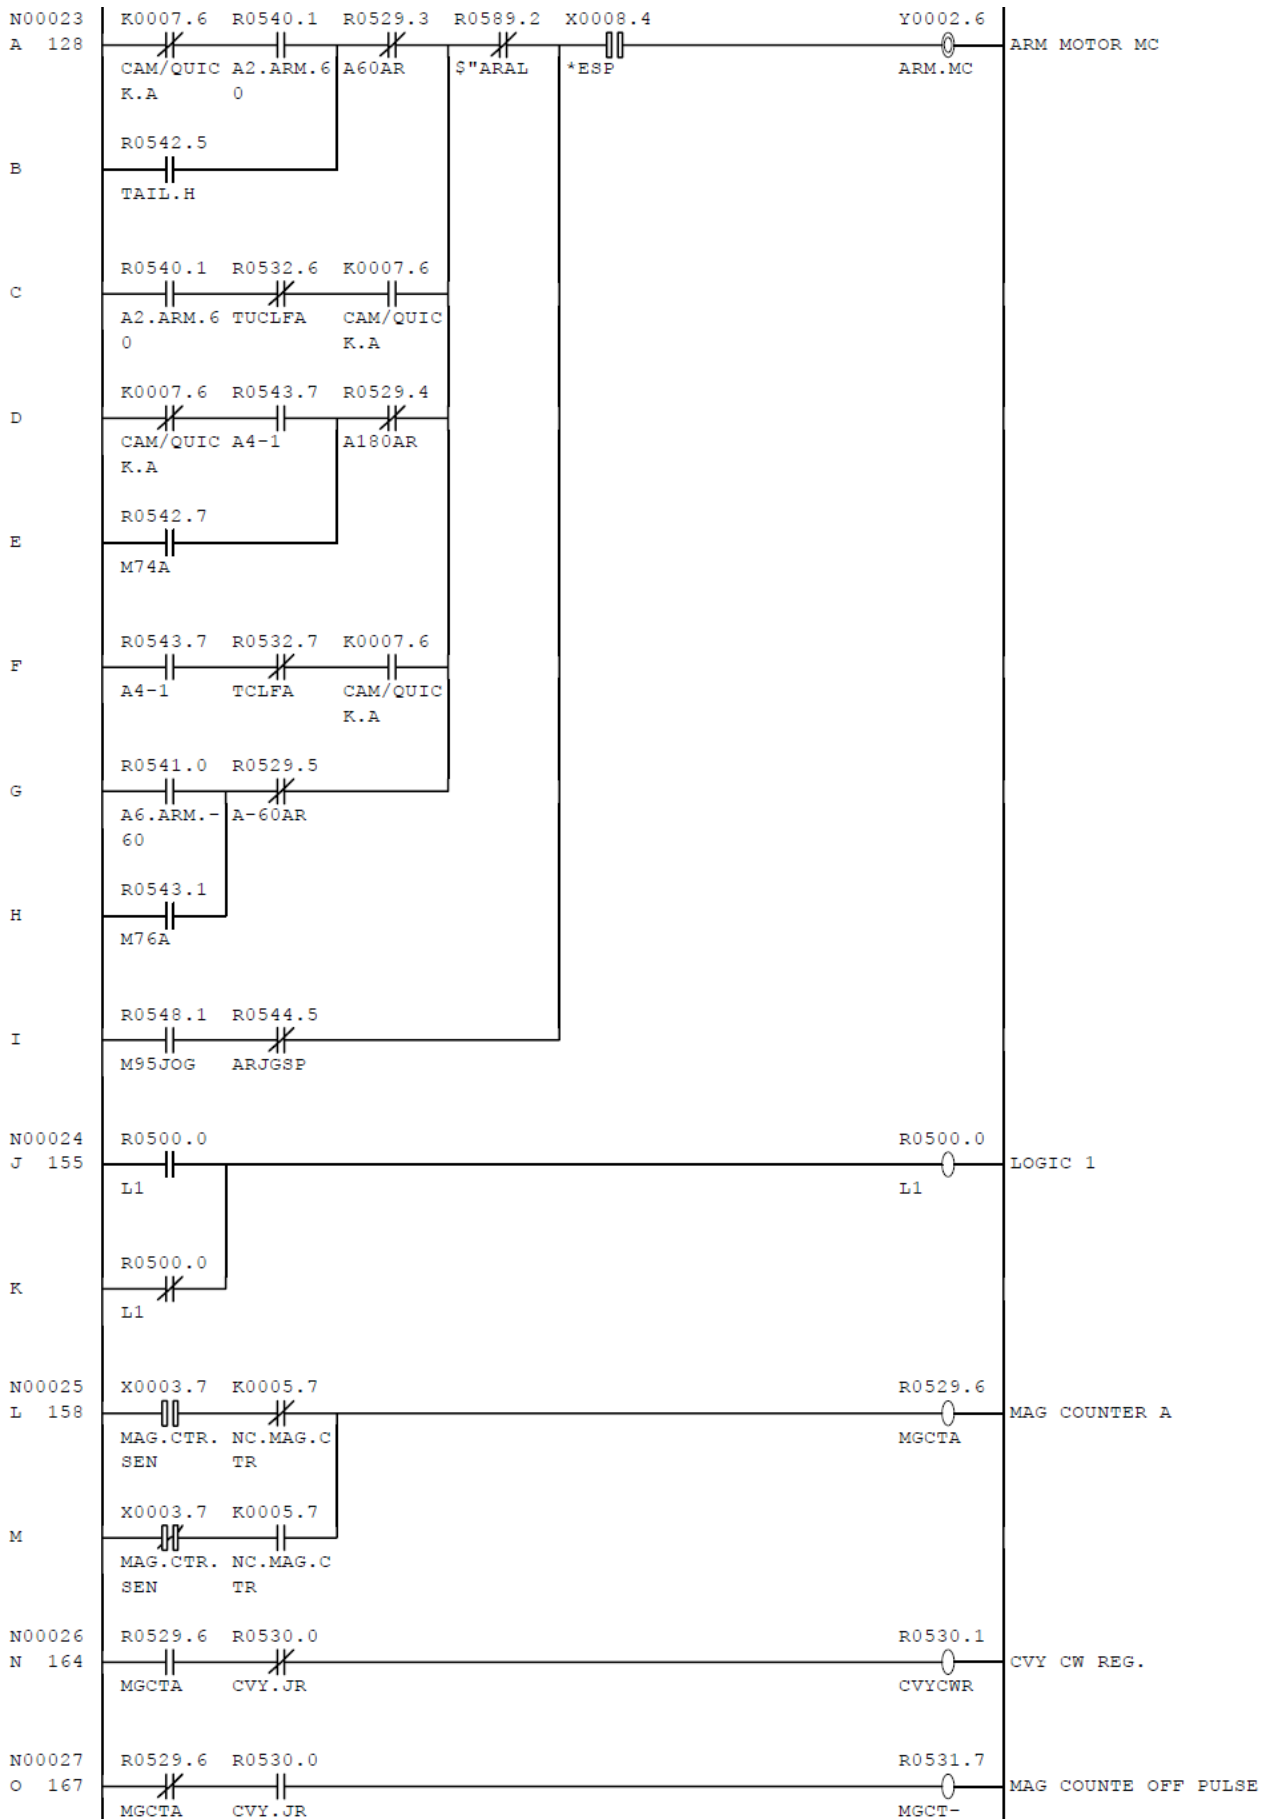 N00023 K0007.6 R0540.1 R0529.3 R0589.2 X0008.4 Y0002.6
A 128 ARM MOTOR MC
CAM/QUIC A2.ARM.6 A60AR $"ARAL *ESP ARM.MC
K.A 0
R0542.5
B
TAIL.H
R0540.1 R0532.6 K0007.6
C
A2.ARM.6 TUCLFA CAM/QUIC
0 K.A
K0007.6 R0543.7 R0529.4
D
CAM/QUIC A4-1 A180AR
K.A
R0542.7
E
M74A
R0543.7 R0532.7 K0007.6
F
A4-1 TCLFA CAM/QUIC
K.A
R0541.0 R0529.5
G
A6.ARM.- A-60AR
60
R0543.1
H
M76A
R0548.1 R0544.5
I
M95JOG ARJGSP
N00024 R0500.0 R0500.0
J 155 LOGIC 1
L1 L1
R0500.0
K
L1
N00025 X0003.7 K0005.7 R0529.6
L 158 MAG COUNTER A
MAG.CTR. NC.MAG.C MGCTA
SEN TR
X0003.7 K0005.7
M
MAG.CTR. NC.MAG.C
SEN TR
N00026 R0529.6 R0530.0 R0530.1
N 164 CVY CW REG.
MGCTA CVY.JR CVYCWR
N00027 R0529.6 R0530.0 R0531.7
O 167 MAG COUNTE OFF PULSE
MGCTA CVY.JR MGCT-